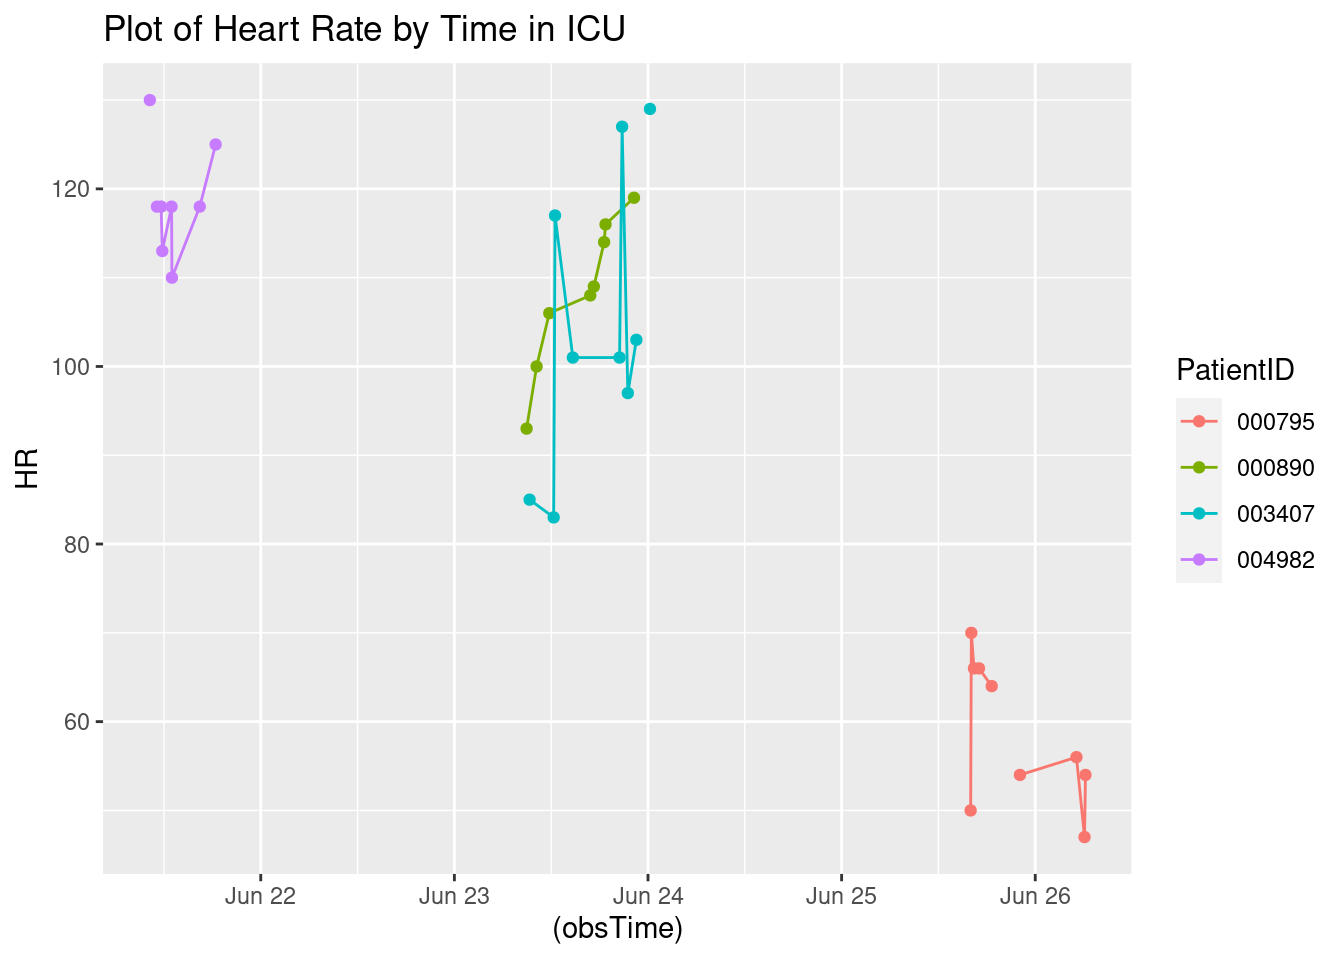 Plot of Heart Rate by Time in ICU
120
100
80
60
HR
Jun 22
Jun 23
Jun 24
Jun 25
Jun 26
(obsTime)
PatientID
000795
000890
003407
004982